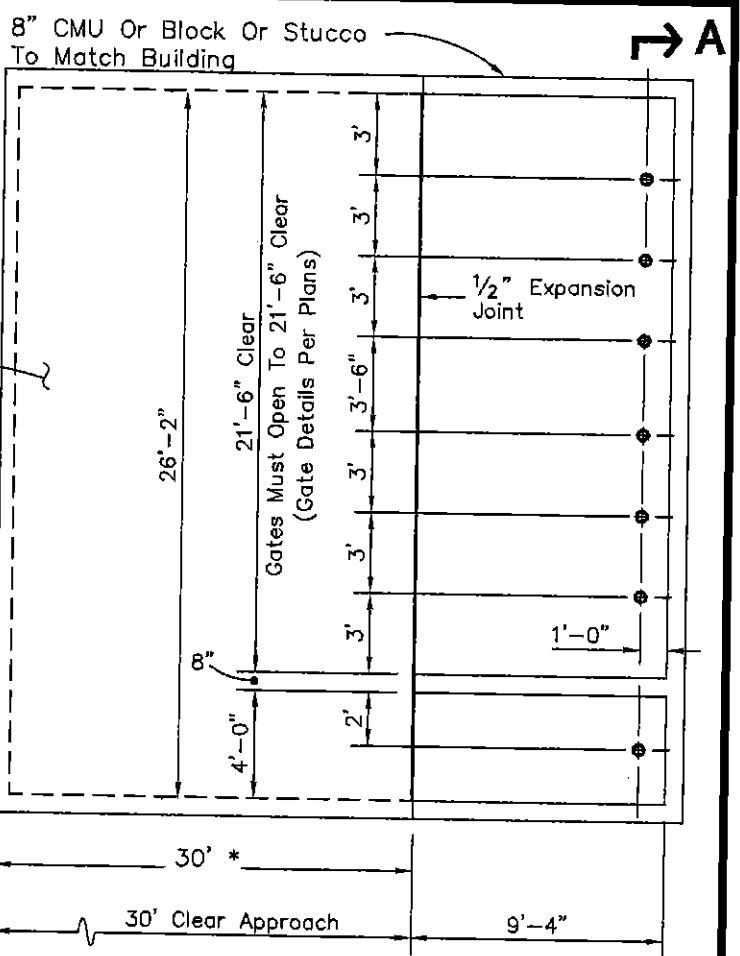 8" CMU Or Block Or Stucco
To Match Building
A
3'
3'
3'
3'-6"
3'
3'
3'
1/2" Expansion
Joint
26'-2"
21'-6" Clear
Gates Must Open To 21'-6" Clear
(Gate Details Per Plans)
1'-0"
8"
4'-0"
2'
30' *
30' Clear Approach
9'-4"